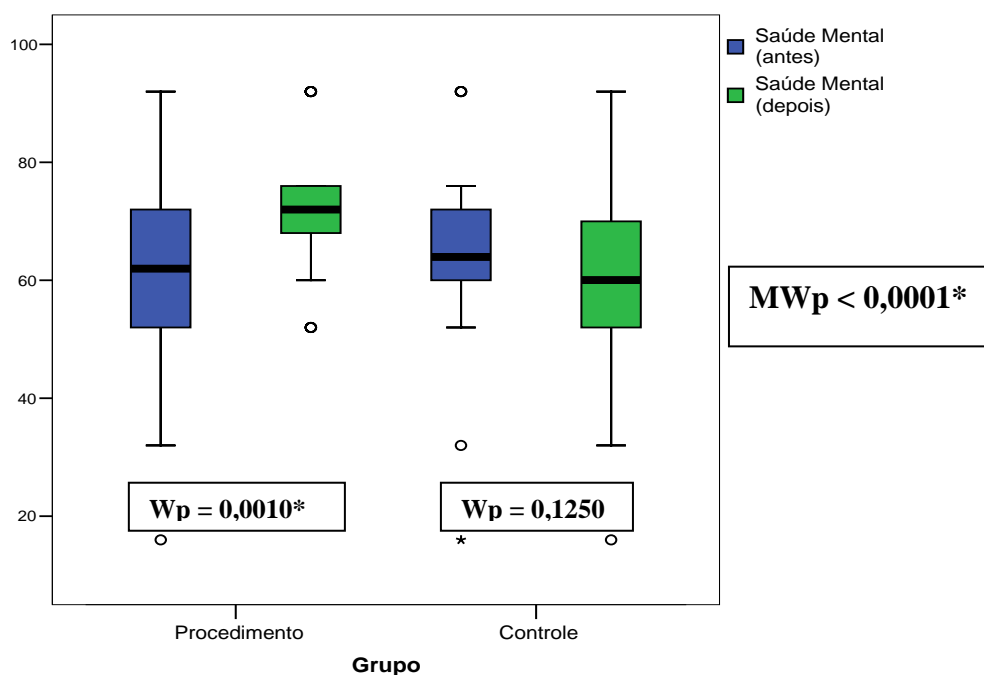 100
80
60
40
20
Saúde Mental
(antes)
Saúde Mental
(depois)
MWp < 0,0001*
Wp = 0,0010*
Wp = 0,1250
Procedimento
Controle
Grupo